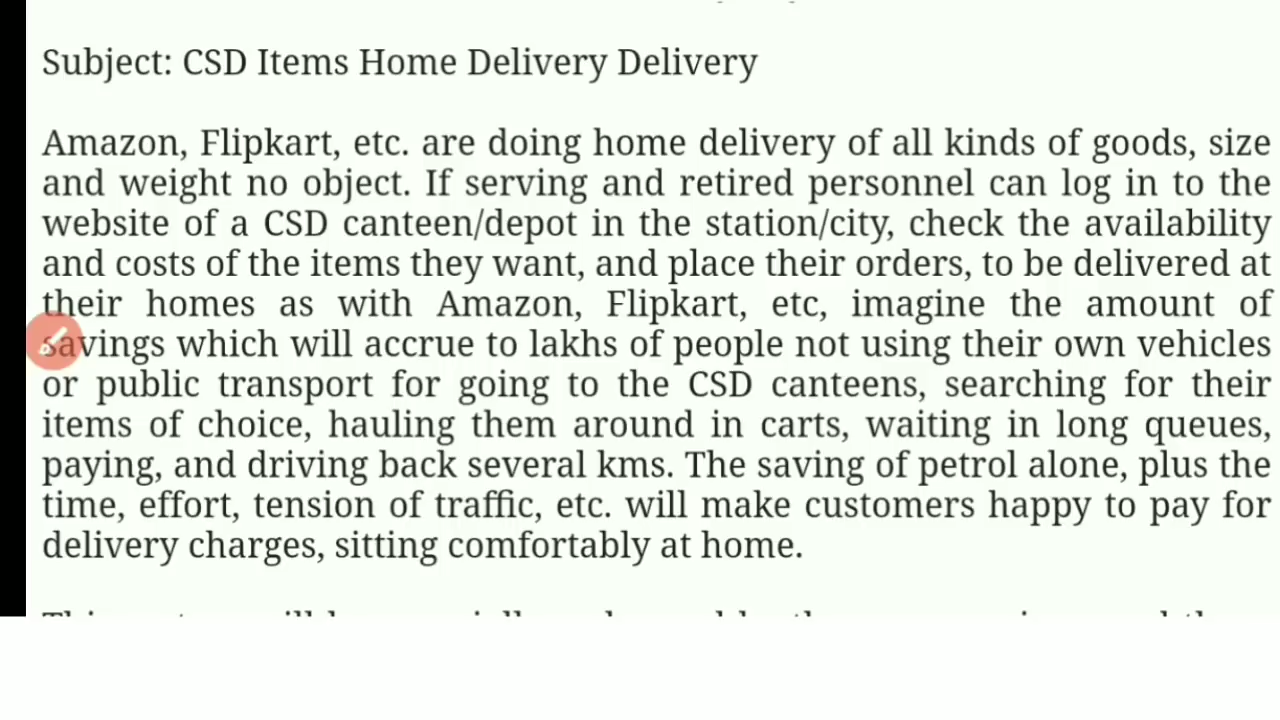 Subject: CSD Items Home Delivery Delivery
Amazon, Flipkart, etc. are doing home delivery of all kinds of goods, size
and weight no object. If serving and retired personnel can log in to the
website of a CSD canteen/depot in the station/city, check the availability
and costs of the items they want, and place their orders, to be delivered at
their homes as with Amazon, Flipkart, etc, imagine the amount of
savings which will accrue to lakhs of people not using their own vehicles
or public transport for going to the CSD canteens, searching for their
items of choice, hauling them around in carts, waiting in long queues,
paying, and driving back several kms. The saving of petrol alone, plus the
time, effort, tension of traffic, etc. will make customers happy to pay for
delivery charges, sitting comfortably at home.